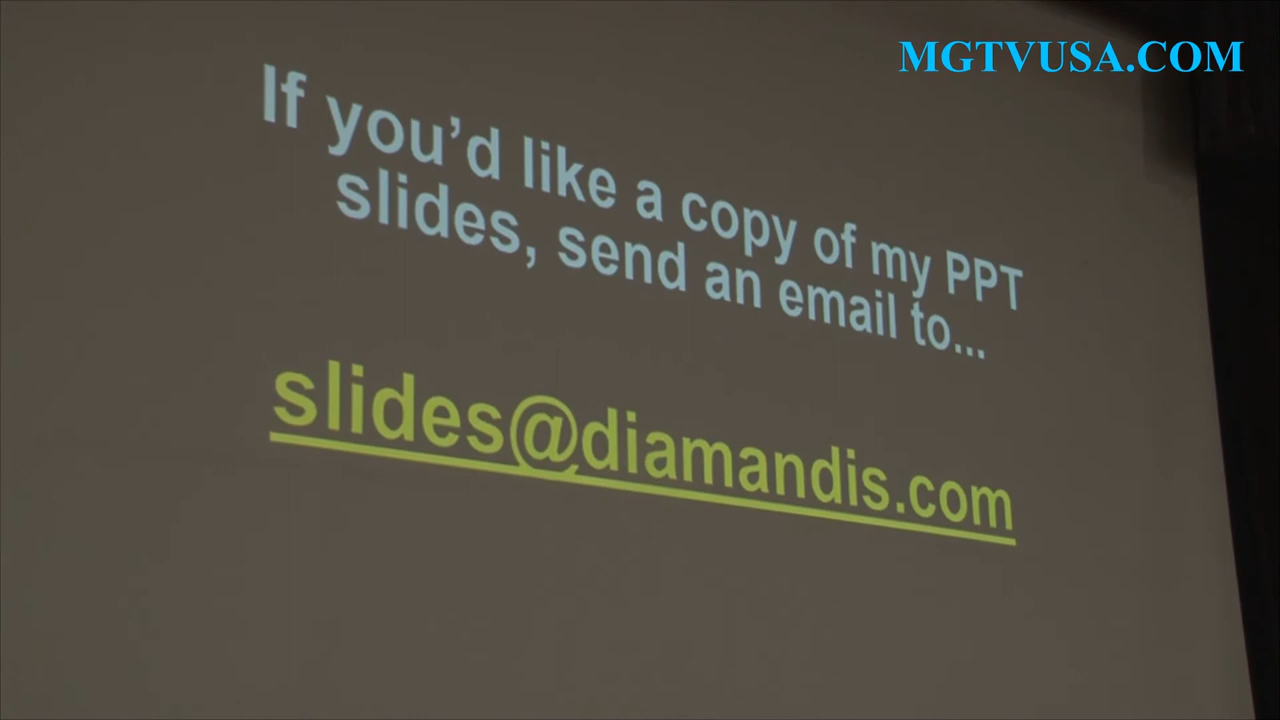 MGTVUSA.COM
If you’d like a copy of my PPT
slides, send an email to...
slides@diamandis.com